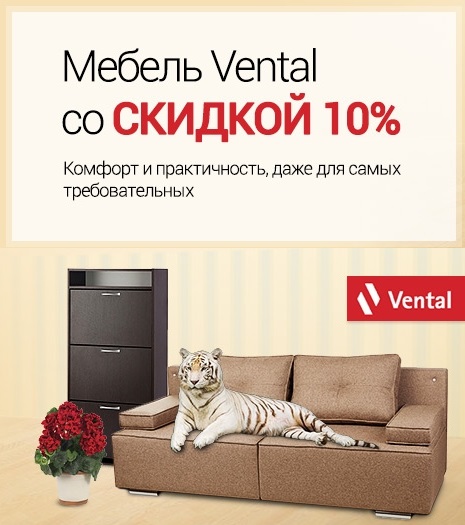 Мебель Vental
со СКИДКОЙ 10%
Комфорт и практичность, даже для самых
требовательных
Vental